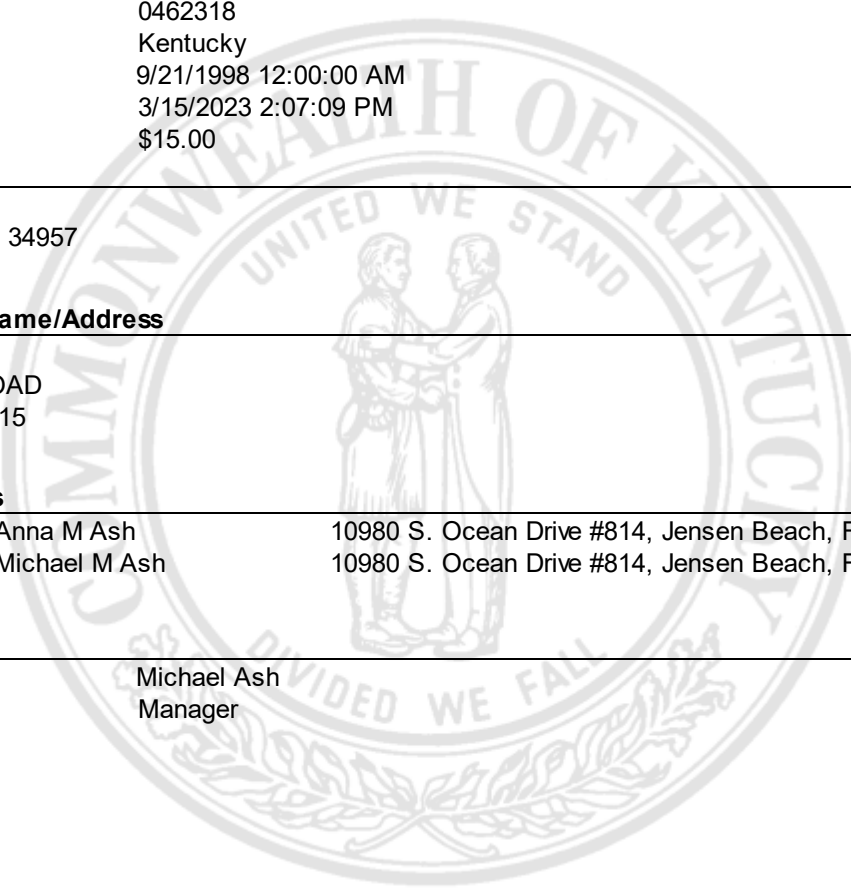 0462318
Kentucky
9/21/1998 12:00:00 AM
3/15/2023 2:07:09 PM
$15.00
34957
ame/Address
OAD
15
s
Anna M Ash 10980 S. Ocean Drive #814, Jensen Beach, F
Michael M Ash 10980 S. Ocean Drive #814, Jensen Beach, F
Michael Ash
Manager
COMMONWEALTH OF KENTUCKY
UNITED WE STAND
DIVIDED WE FALL